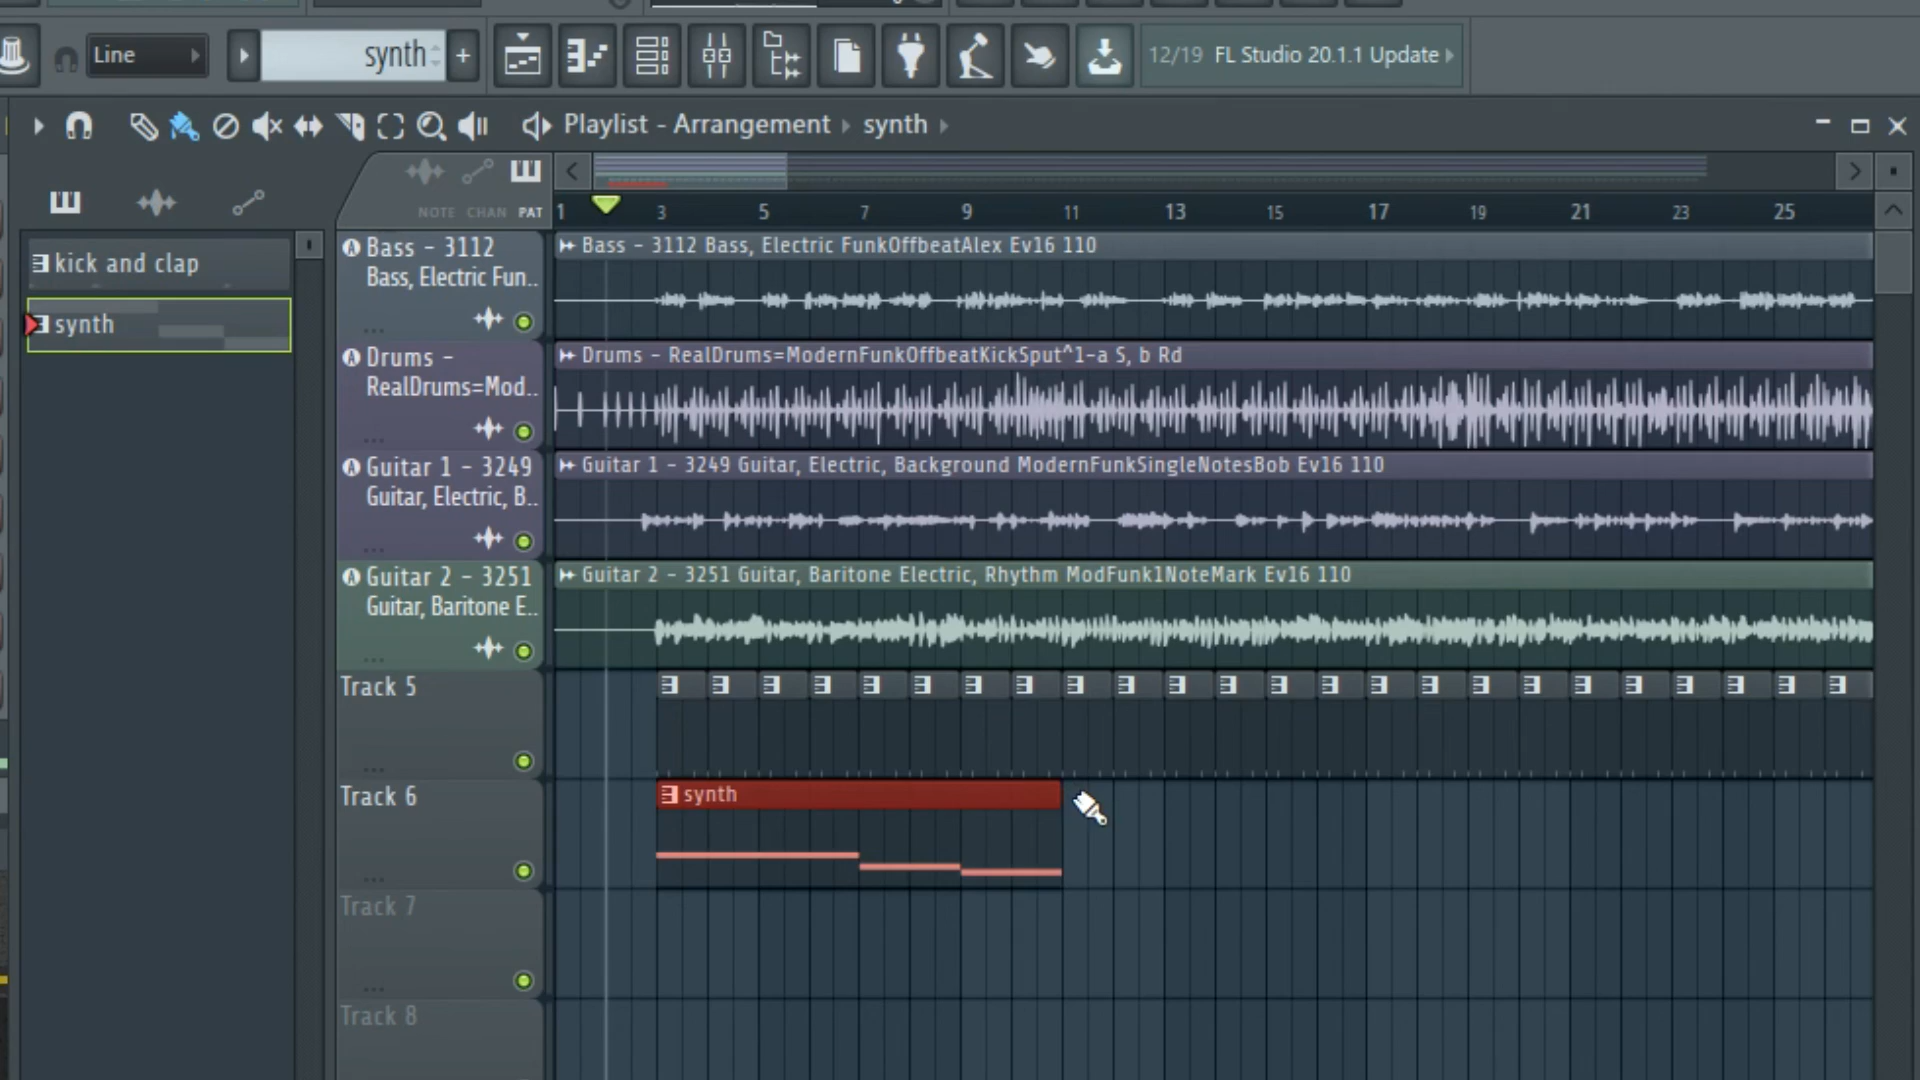 Line
synth
+
12/19 FL Studio 20.1.1 Update
Playlist - Arrangement › synth ›
NOTE CHAN PAT
1 3 5 7 9 11 13 15 17 19 21 23 25
kick and clap
synth
Bass - 3112
Bass, Electric Fun..
Bass - 3112 Bass, Electric FunkOffbeatAlex Ev16 110
Drums -
RealDrums=Mod..
Drums - RealDrums=ModernFunkOffbeatKickSput^1-a S, b Rd
Guitar 1 - 3249
Guitar, Electric, B..
Guitar 1 - 3249 Guitar, Electric, Background ModernFunkSingleNotesBob Ev16 110
Guitar 2 - 3251
Guitar, Baritone E..
Guitar 2 - 3251 Guitar, Baritone Electric, Rhythm ModFunk1NoteMark Ev16 110
Track 5
Track 6
synth
Track 7
Track 8